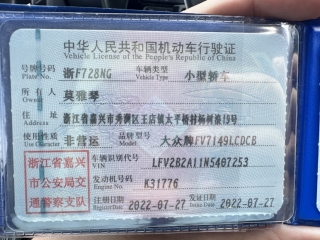 中华人民共和国机动车行驶证
Vehicle License of the People's Republic of China
号牌号码 浙F728NG 车辆类型 小型轿车
Plate No. Vehicle Type
所有人 莫雅琴
Owner
住址 浙江省嘉兴市秀洲区王店镇太平桥村杨树浜19号
Address
使用性质 非营运 品牌型号 大众牌FV7149LCDCB
Use Character Model
浙江省嘉兴市公安局交通警察支队
车辆识别代号 LFV2B2A11N5407253
VIN
发动机号码 K31776
Engine No.
注册日期 2022-07-27 发证日期 2022-07-27
Register Date Issue Date